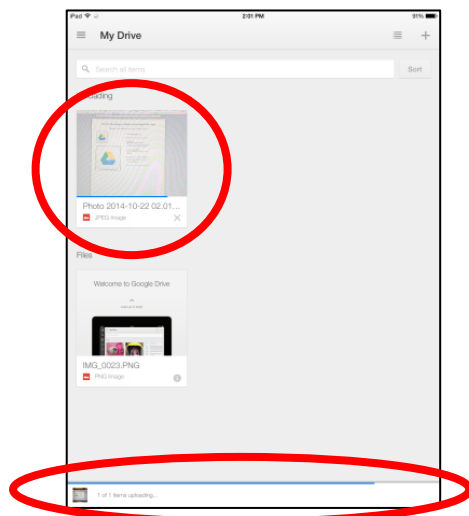 iPad 2:01 PM 91%
My Drive
Search all items Sort
Uploading
Photo 2014-10-22 02.01...
JPEG Image
Files
Welcome to Google Drive
IMG_0023.PNG
PNG Image
1 of 1 items uploading...